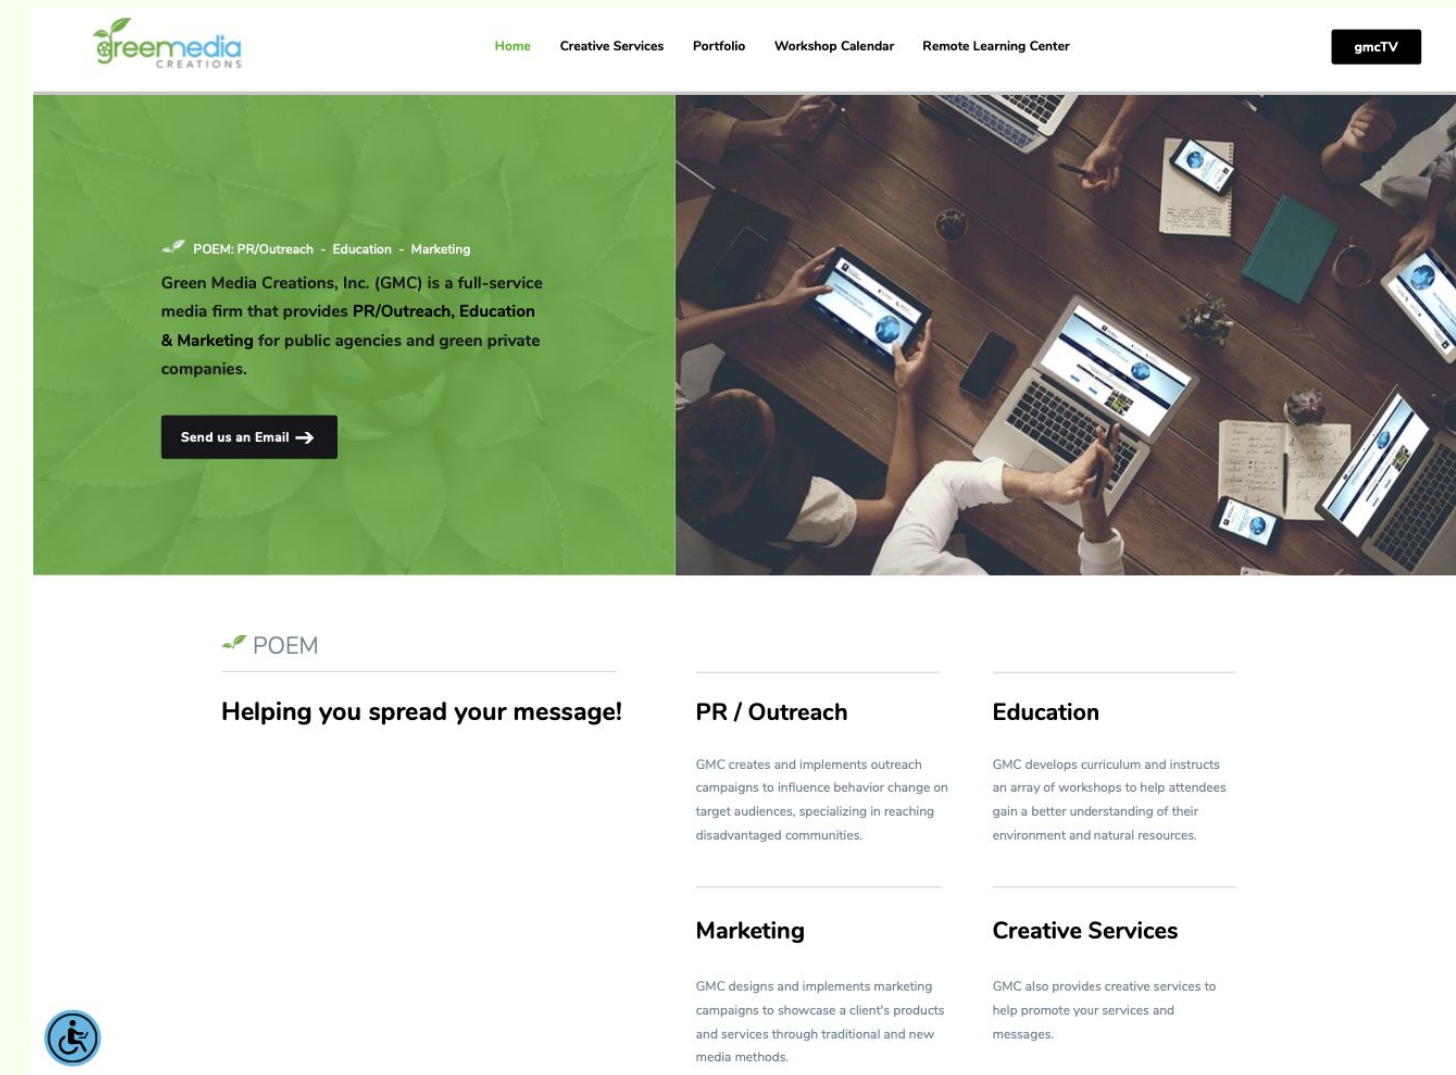 greenmedia
CREATIONS
Home
Creative Services
Portfolio
Workshop Calendar
Remote Learning Center
gmcTV
POEM: PR/Outreach - Education - Marketing
Green Media Creations, Inc. (GMC) is a full-service
media firm that provides PR/Outreach, Education
& Marketing for public agencies and green private
companies.
Send us an Email
POEM
Helping you spread your message!
PR / Outreach
GMC creates and implements outreach
campaigns to influence behavior change on
target audiences, specializing in reaching
disadvantaged communities.
Education
GMC develops curriculum and instructs
an array of workshops to help attendees
gain a better understanding of their
environment and natural resources.
Marketing
GMC designs and implements marketing
campaigns to showcase a client's products
and services through traditional and new
media methods.
Creative Services
GMC also provides creative services to
help promote your services and
messages.